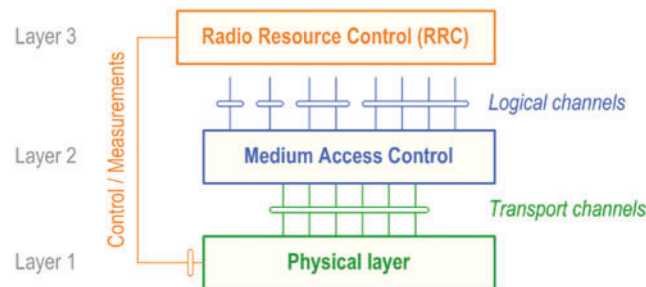 Layer 3
Radio Resource Control (RRC)
Control / Measurements
Logical channels
Layer 2
Medium Access Control
Transport channels
Layer 1
Physical layer